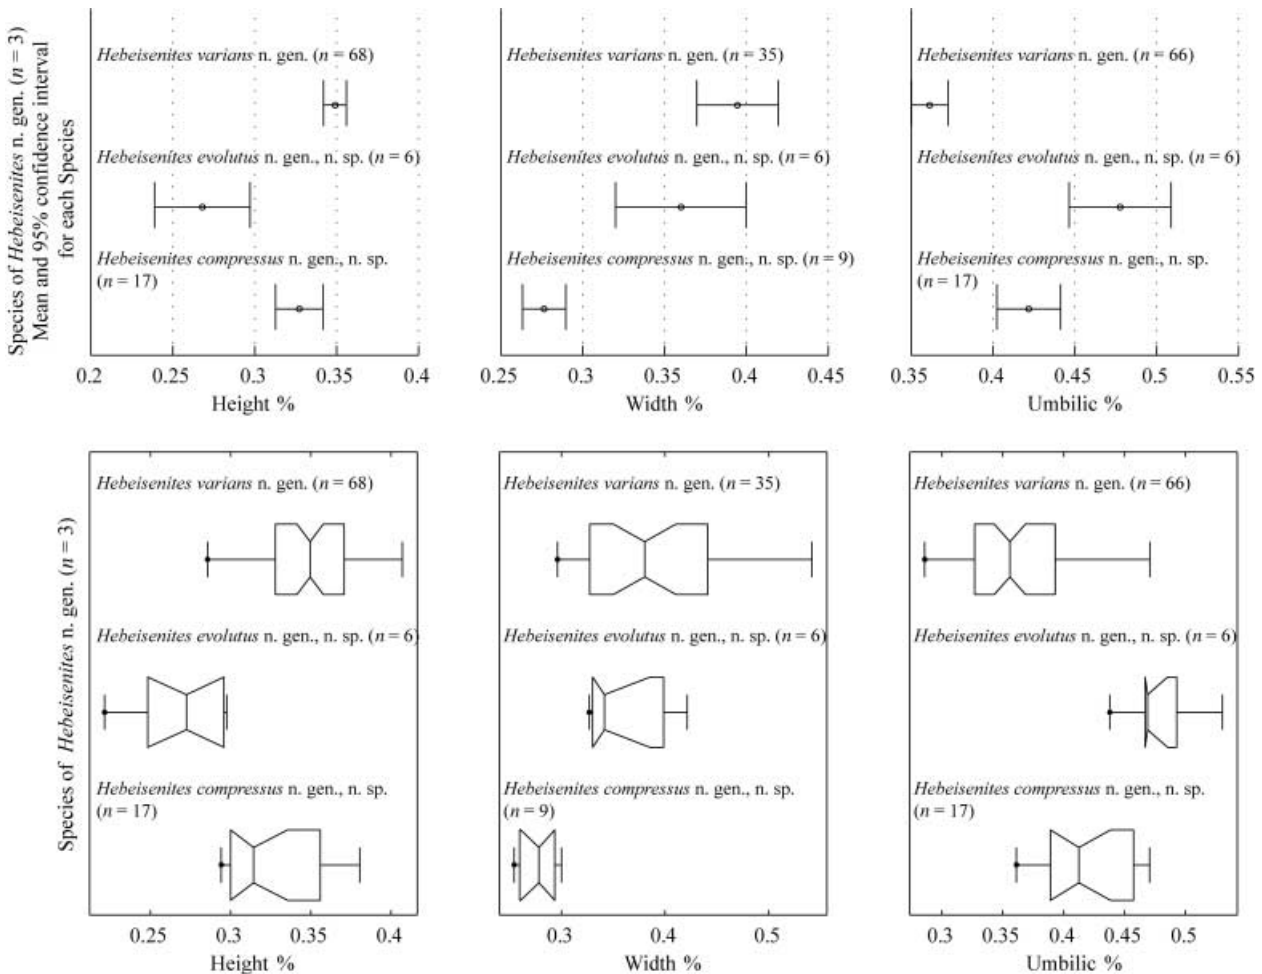 Species of Hebeisenites n. gen. (n = 3)
Mean and 95% confidence interval
for each Species
Hebeisenites varians n. gen. (n = 68)
Hebeisenites evolutus n. gen., n. sp. (n = 6)
Hebeisenites compressus n. gen., n. sp.
(n = 17)
0.2 0.25 0.3 0.35 0.4
Height %
Hebeisenites varians n. gen. (n = 35)
Hebeisenites evolutus n. gen., n. sp. (n = 6)
Hebeisenites compressus n. gen., n. sp. (n = 9)
0.25 0.3 0.35 0.4 0.45
Width %
Hebeisenites varians n. gen. (n = 66)
Hebeisenites evolutus n. gen., n. sp. (n = 6)
Hebeisenites compressus n. gen., n. sp.
(n = 17)
0.35 0.4 0.45 0.5 0.55
Umbilic %
Species of Hebeisenites n. gen. (n = 3)
Hebeisenites varians n. gen. (n = 68)
Hebeisenites evolutus n. gen., n. sp. (n = 6)
Hebeisenites compressus n. gen., n. sp.
(n = 17)
0.25 0.3 0.35 0.4
Height %
Hebeisenites varians n. gen. (n = 35)
Hebeisenites evolutus n. gen., n. sp. (n = 6)
Hebeisenites compressus n. gen., n. sp.
(n = 9)
0.3 0.4 0.5
Width %
Hebeisenites varians n. gen. (n = 66)
Hebeisenites evolutus n. gen., n. sp. (n = 6)
Hebeisenites compressus n. gen., n. sp.
(n = 17)
0.3 0.35 0.4 0.45 0.5
Umbilic %